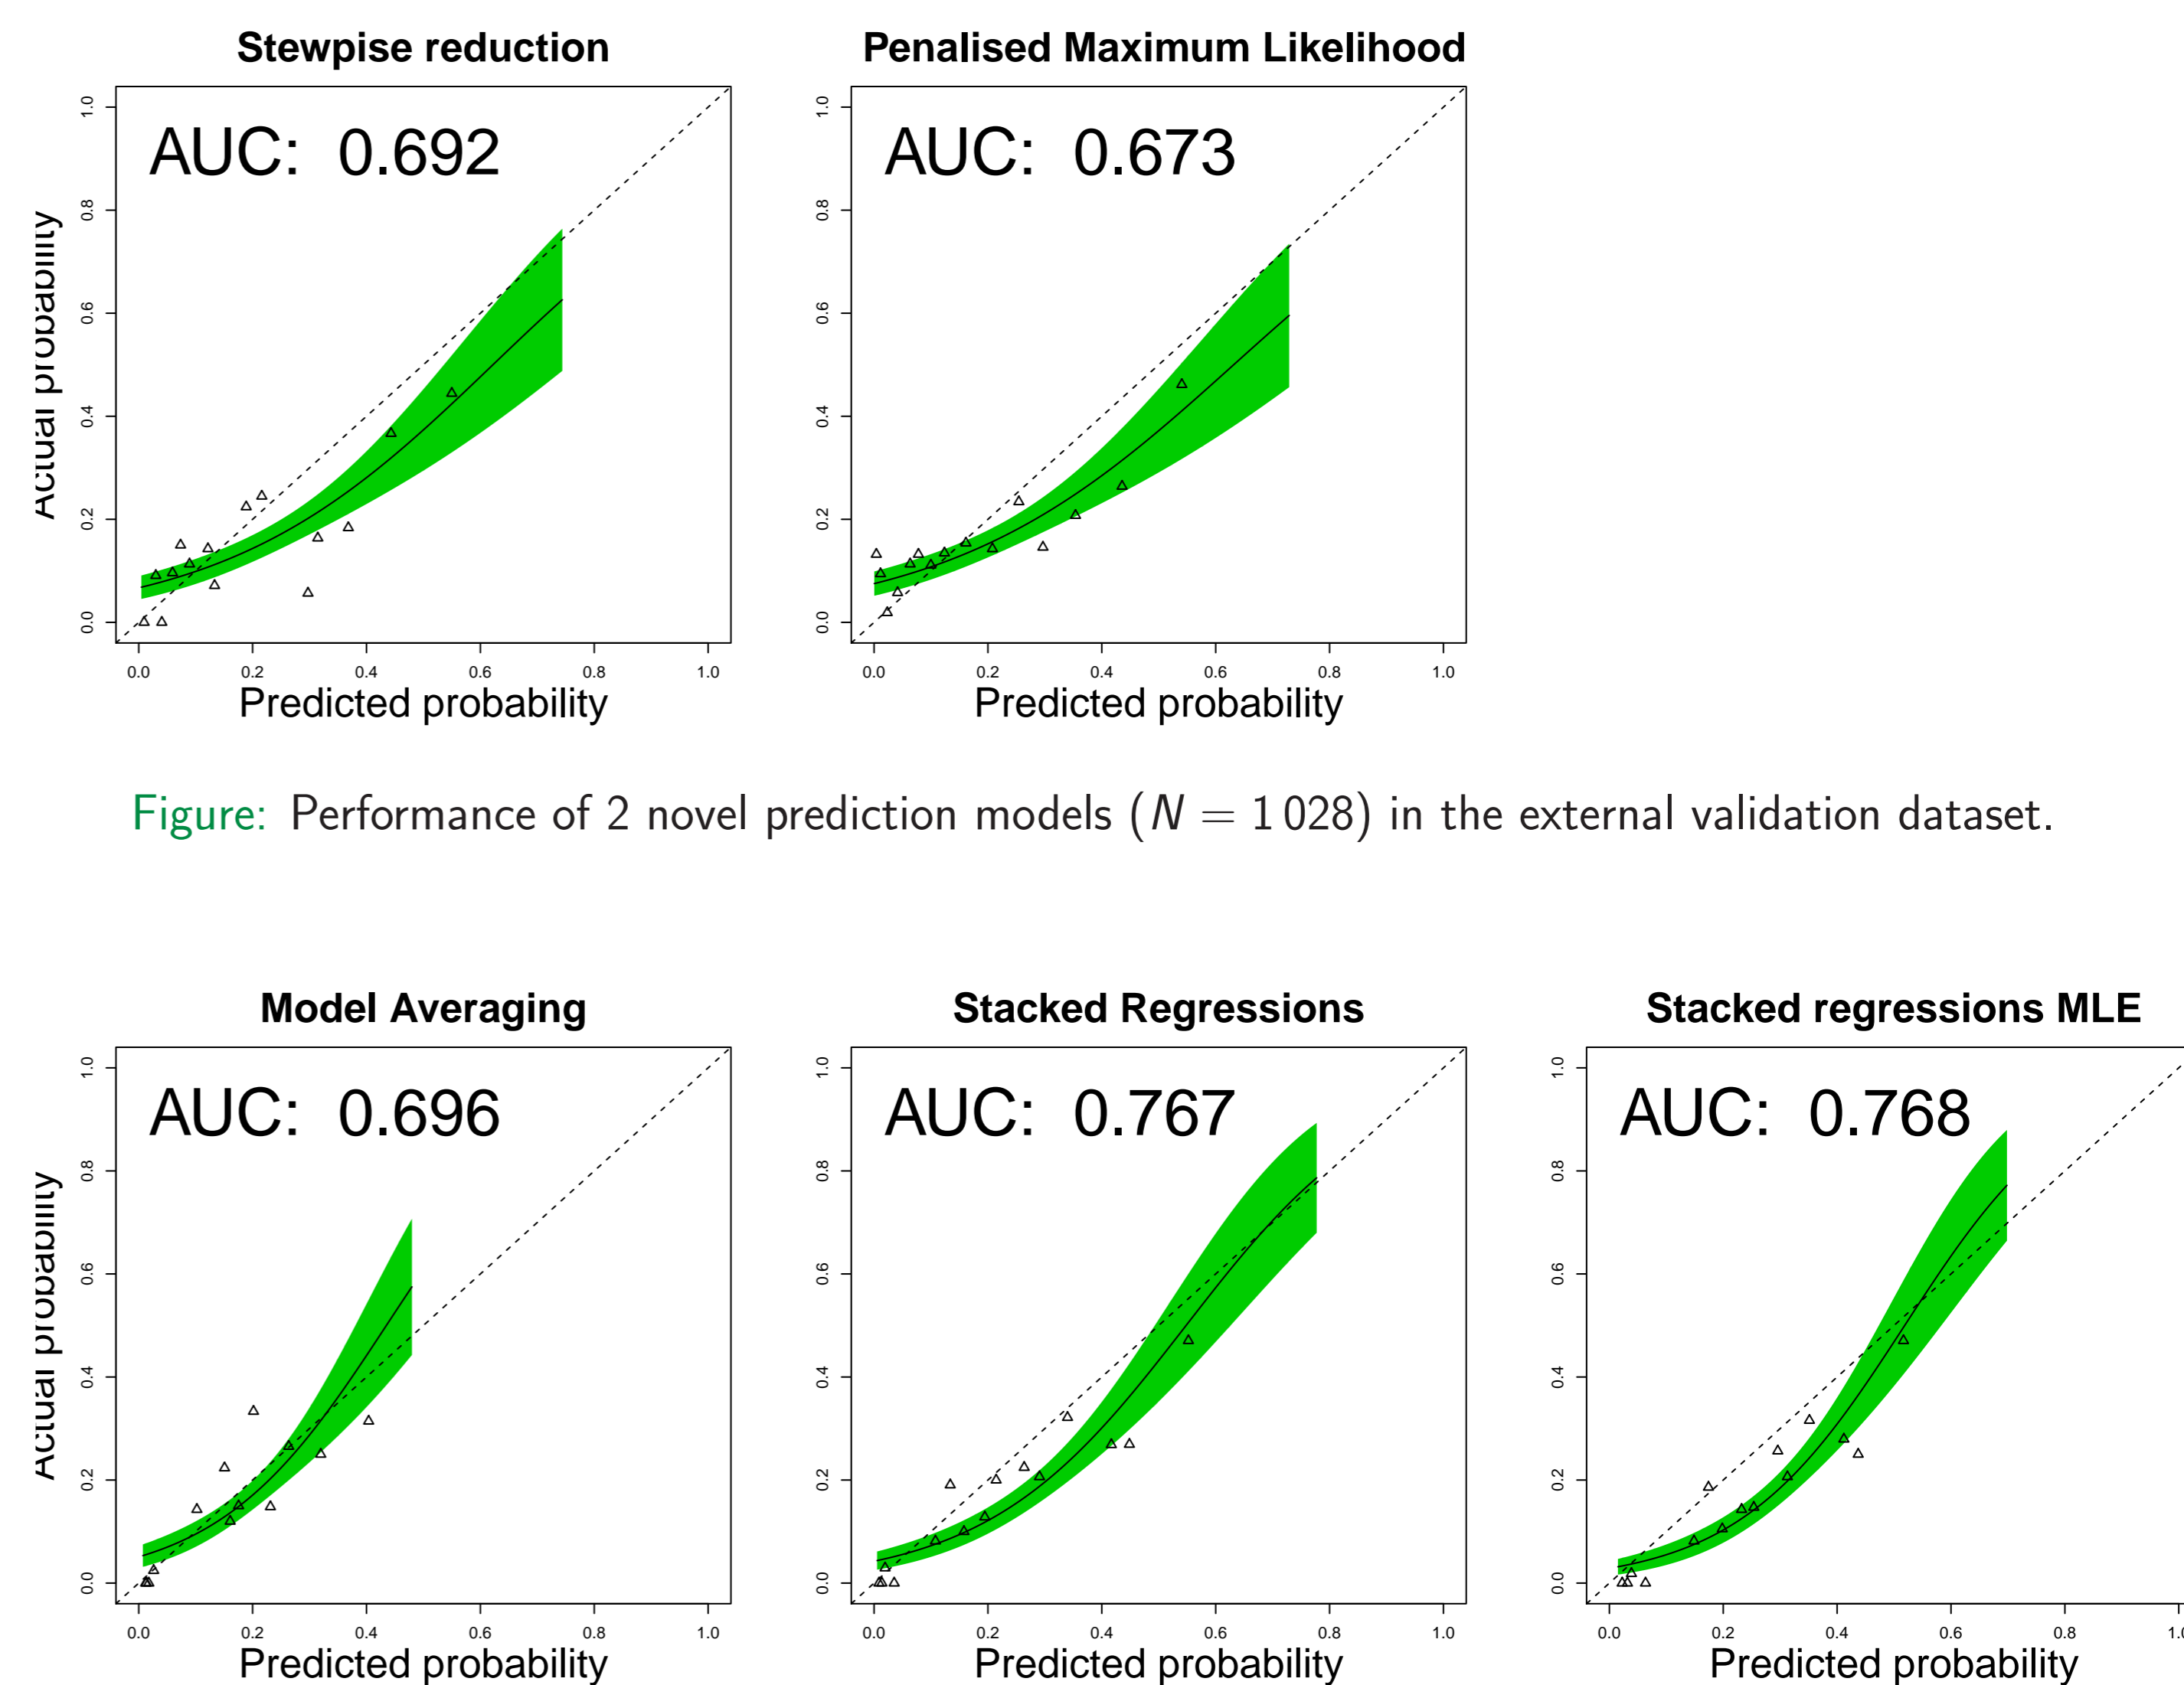 Stewpise reduction
Penalised Maximum Likelihood
AUC: 0.692
AUC: 0.673
Actual probability
0.0 0.2 0.4 0.6 0.8 1.0
0.0 0.2 0.4 0.6 0.8 1.0
0.0 0.2 0.4 0.6 0.8 1.0
0.0 0.2 0.4 0.6 0.8 1.0
Predicted probability
Predicted probability
Figure: Performance of 2 novel prediction models (N = 1 028) in the external validation dataset.
Model Averaging
Stacked Regressions
Stacked regressions MLE
AUC: 0.696
AUC: 0.767
AUC: 0.768
Actual probability
0.0 0.2 0.4 0.6 0.8 1.0
0.0 0.2 0.4 0.6 0.8 1.0
0.0 0.2 0.4 0.6 0.8 1.0
0.0 0.2 0.4 0.6 0.8 1.0
0.0 0.2 0.4 0.6 0.8 1.0
0.0 0.2 0.4 0.6 0.8 1.0
Predicted probability
Predicted probability
Predicted probability